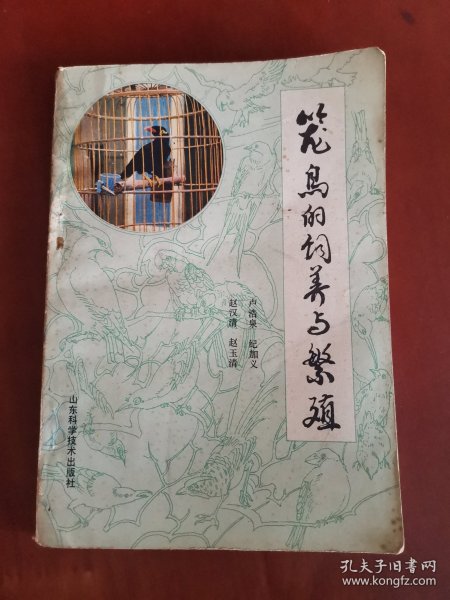 笼鸟的饲养与繁殖
卢浩泉 纪加义
赵汉清 赵玉清
山东科学技术出版社
孔夫子旧书网
www.kongfz.com